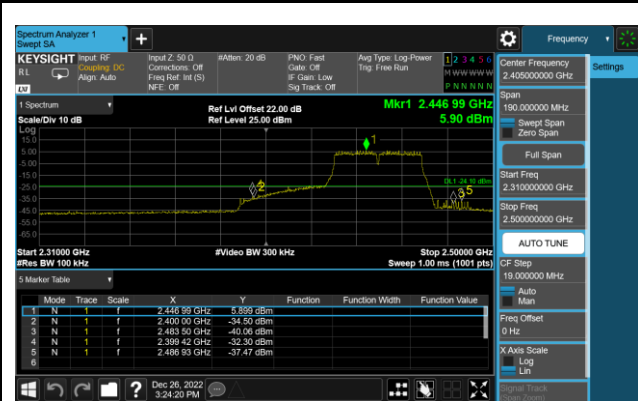 Spectrum Analyzer 1
Swept SA
Frequency
KEYSIGHT Input: RF
RL
Coupling: DC
Align: Auto
Input Z: 50 Ω
Corrections: Off
Freq Ref: Int (S)
NFE: Off
#Atten: 20 dB
PNO: Fast
Gate: Off
IF Gain: Low
Sig Track: Off
Avg Type: Log-Power
Trig: Free Run
1 2 3 4 5 6
M W W W W W
P N N N N N
LXI
1 Spectrum
Scale/Div 10 dB
Ref Lvl Offset 22.00 dB
Ref Level 25.00 dBm
Mkr1 2.446 99 GHz
5.90 dBm
Log
15.0
5.00
-5.00
-15.0
-25.0
-35.0
-45.0
-55.0
-65.0
1
2
3
5
DL1 -24.10 dBm
Start 2.31000 GHz
#Res BW 100 kHz
#Video BW 300 kHz
Stop 2.50000 GHz
Sweep 1.00 ms (1001 pts)
5 Marker Table
Mode Trace Scale X Y Function Function Width Function Value
1 N 1 f 2.446 99 GHz 5.899 dBm
2 N 1 f 2.400 00 GHz -34.50 dBm
3 N 1 f 2.483 50 GHz -40.06 dBm
4 N 1 f 2.399 42 GHz -32.30 dBm
5 N 1 f 2.486 93 GHz -37.47 dBm
6
Dec 26, 2022
3:24:20 PM
Center Frequency
2.405000000 GHz
Settings
Span
190.000000 MHz
Swept Span
Zero Span
Full Span
Start Freq
2.310000000 GHz
Stop Freq
2.500000000 GHz
AUTO TUNE
CF Step
19.000000 MHz
Auto
Man
Freq Offset
0 Hz
X Axis Scale
Log
Lin
Signal Track
(Span Zoom)